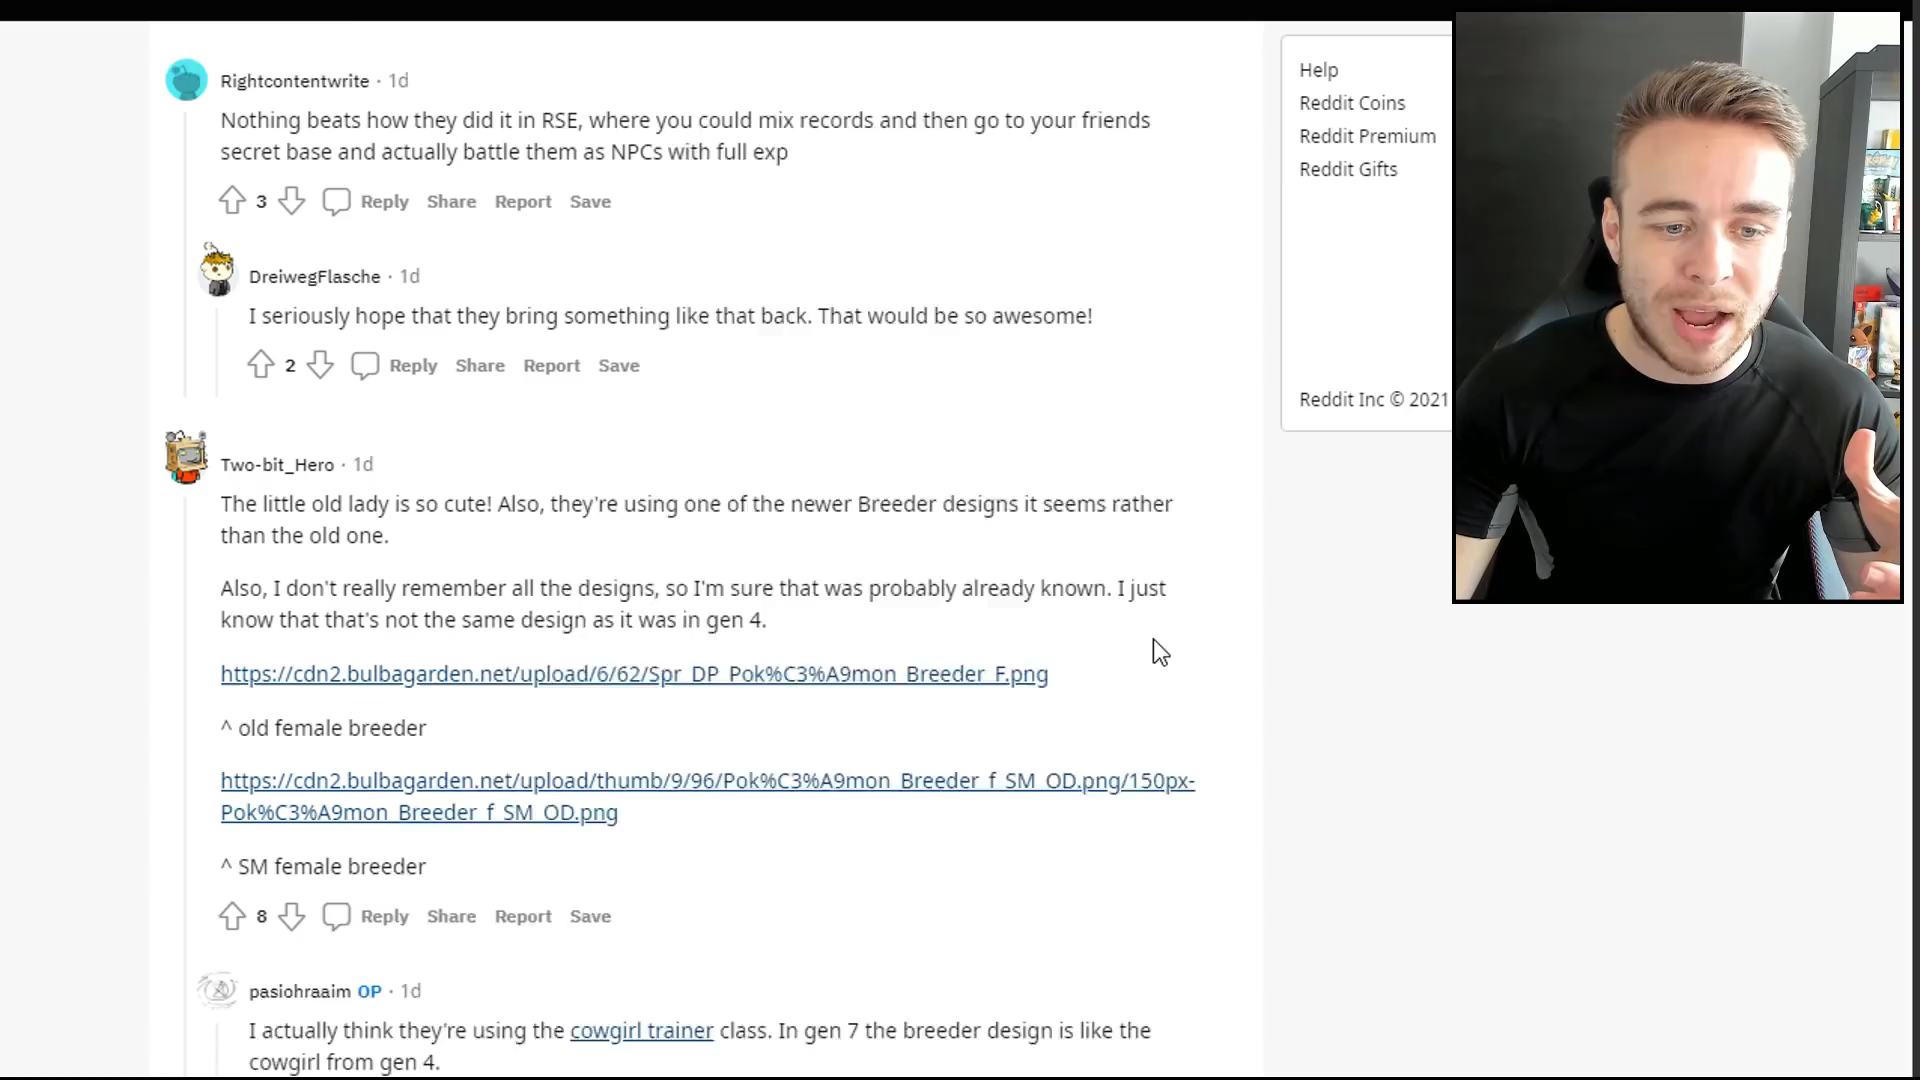 Rightcontentwrite · 1d
Nothing beats how they did it in RSE, where you could mix records and then go to your friends
secret base and actually battle them as NPCs with full exp
3 Reply Share Report Save
DreiwegFlasche · 1d
I seriously hope that they bring something like that back. That would be so awesome!
2 Reply Share Report Save
Two-bit_Hero · 1d
The little old lady is so cute! Also, they're using one of the newer Breeder designs it seems rather
than the old one.
Also, I don't really remember all the designs, so I'm sure that was probably already known. I just
know that that's not the same design as it was in gen 4.
https://cdn2.bulbagarden.net/upload/6/62/Spr_DP_Pok%C3%A9mon_Breeder_F.png
^ old female breeder
https://cdn2.bulbagarden.net/upload/thumb/9/96/Pok%C3%A9mon_Breeder_f_SM_OD.png/150px-
Pok%C3%A9mon_Breeder_f_SM_OD.png
^ SM female breeder
8 Reply Share Report Save
pasiohraaim OP · 1d
I actually think they're using the cowgirl trainer class. In gen 7 the breeder design is like the
cowgirl from gen 4.
Help
Reddit Coins
Reddit Premium
Reddit Gifts
Reddit Inc © 2021